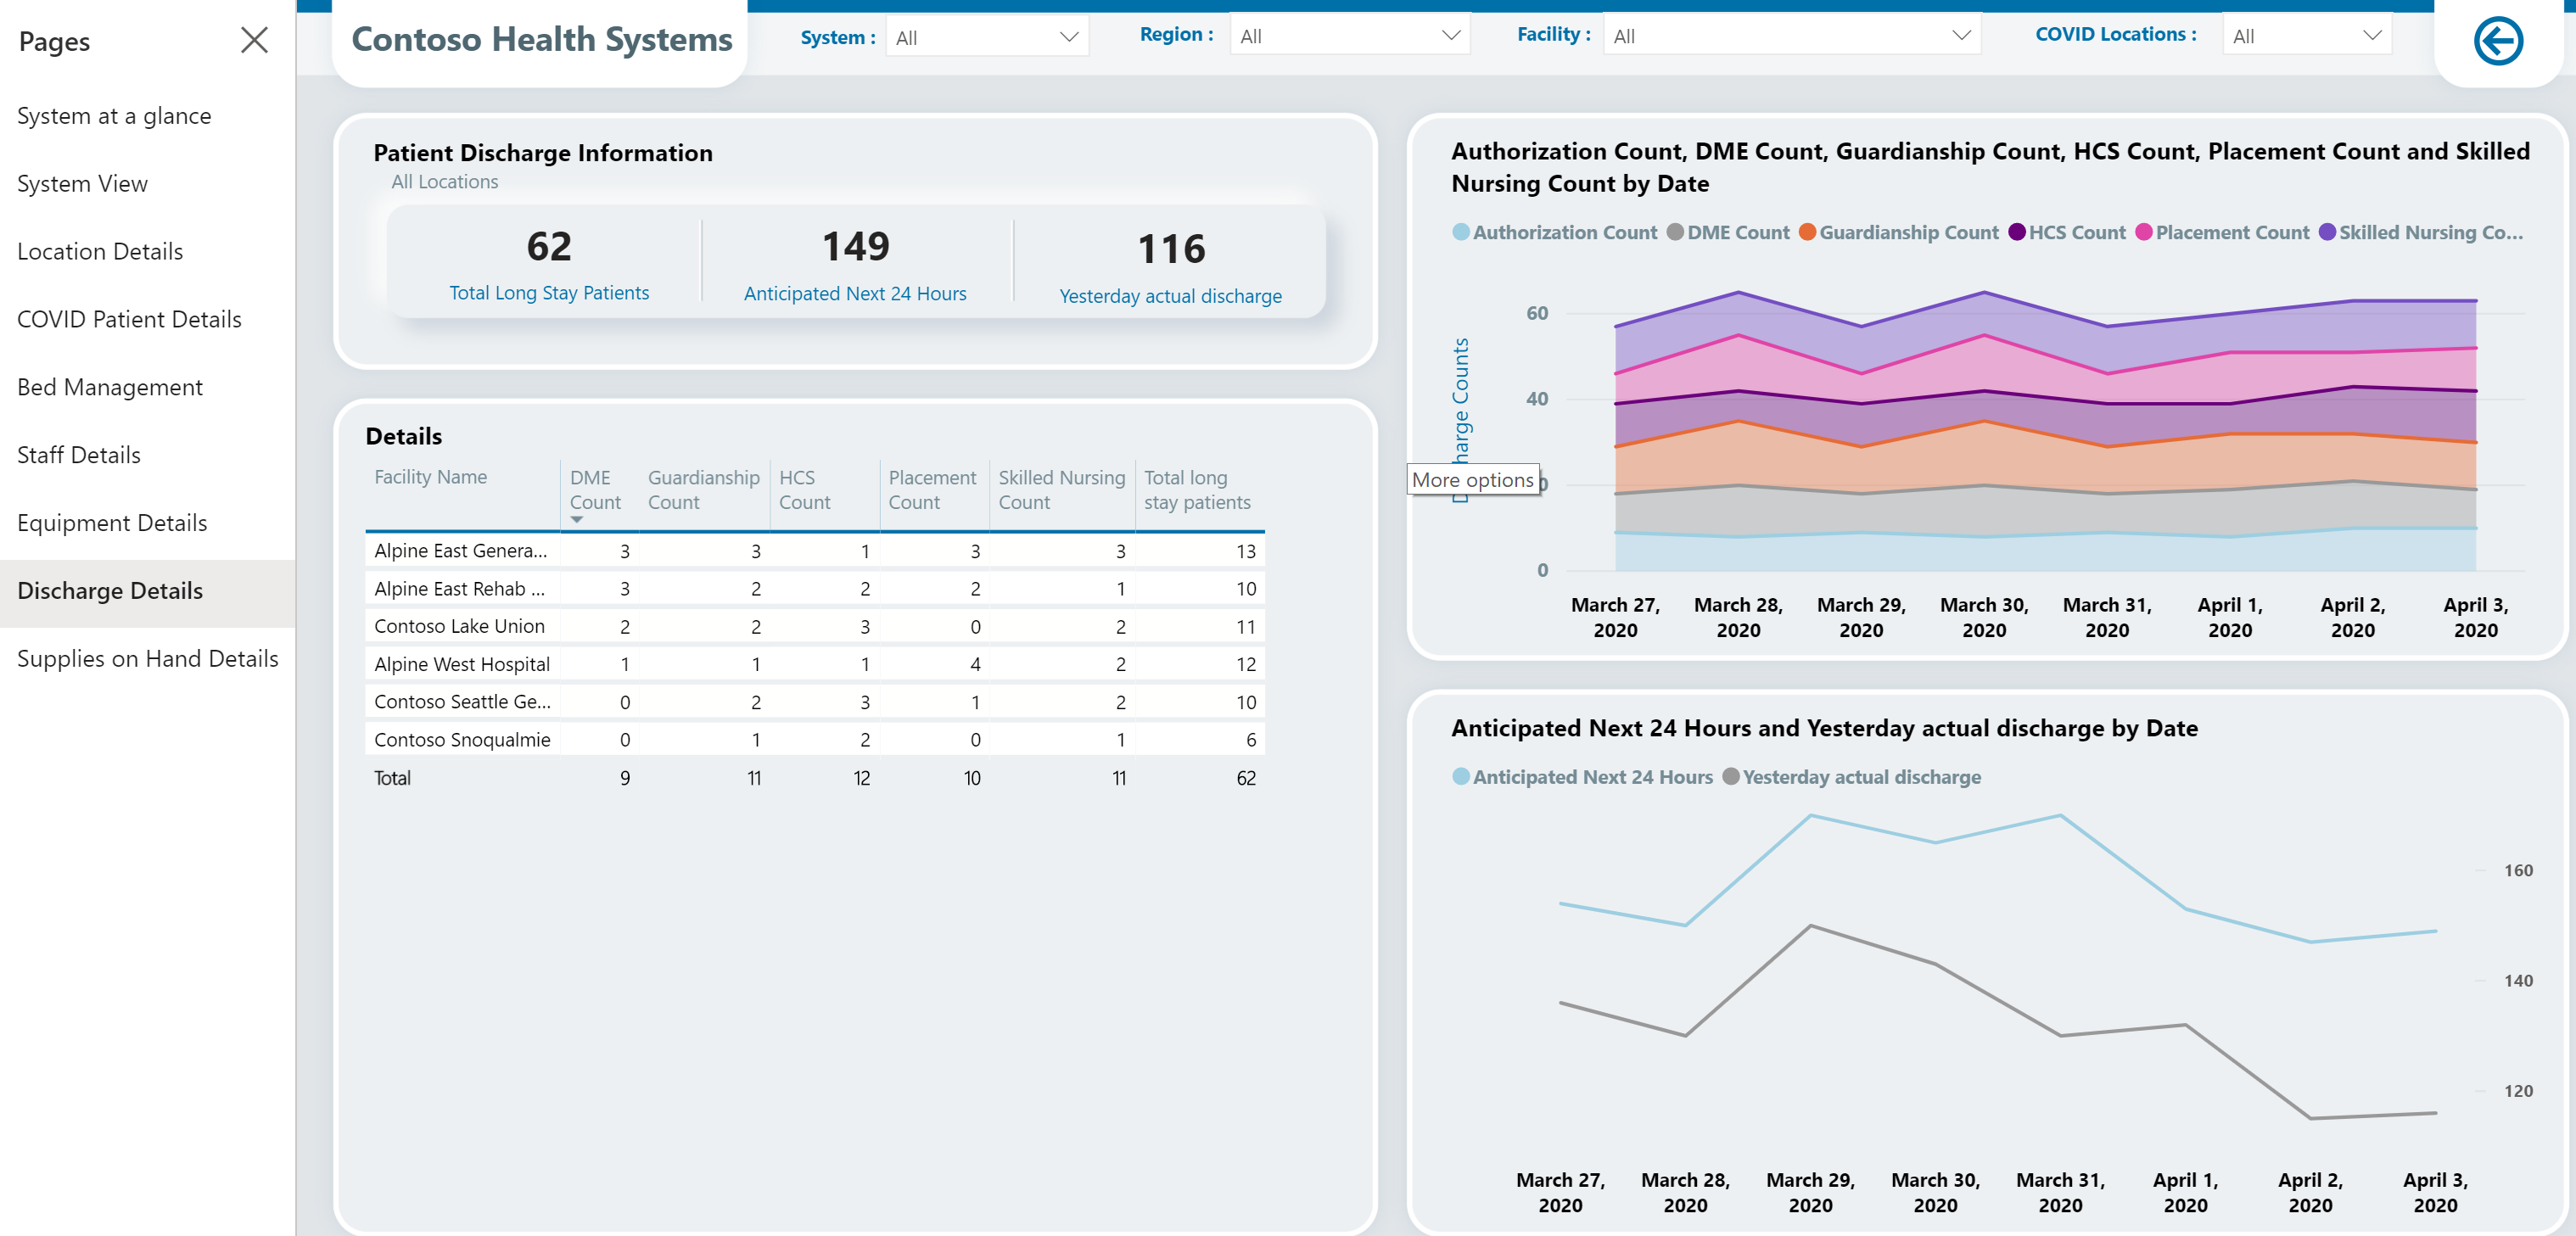 Pages
System at a glance
System View
Location Details
COVID Patient Details
Bed Management
Staff Details
Equipment Details
Discharge Details
Supplies on Hand Details
Contoso Health Systems
System : All
Region : All
Facility : All
COVID Locations : All
Patient Discharge Information
All Locations
62
Total Long Stay Patients
149
Anticipated Next 24 Hours
116
Yesterday actual discharge
Details
Facility Name DME Count Guardianship Count HCS Count Placement Count Skilled Nursing Count Total long stay patients
Alpine East Genera... 3 3 1 3 3 13
Alpine East Rehab ... 3 2 2 2 1 10
Contoso Lake Union 2 2 3 0 2 11
Alpine West Hospital 1 1 1 4 2 12
Contoso Seattle Ge... 0 2 3 1 2 10
Contoso Snoqualmie 0 1 2 0 1 6
Total 9 11 12 10 11 62
Authorization Count, DME Count, Guardianship Count, HCS Count, Placement Count and Skilled
Nursing Count by Date
Authorization Count DME Count Guardianship Count HCS Count Placement Count Skilled Nursing Co...
harge Counts
60
40
0
More options
March 27, March 28, March 29, March 30, March 31, April 1, April 2, April 3,
2020 2020 2020 2020 2020 2020 2020 2020
Anticipated Next 24 Hours and Yesterday actual discharge by Date
Anticipated Next 24 Hours Yesterday actual discharge
160
140
120
March 27, March 28, March 29, March 30, March 31, April 1, April 2, April 3,
2020 2020 2020 2020 2020 2020 2020 2020